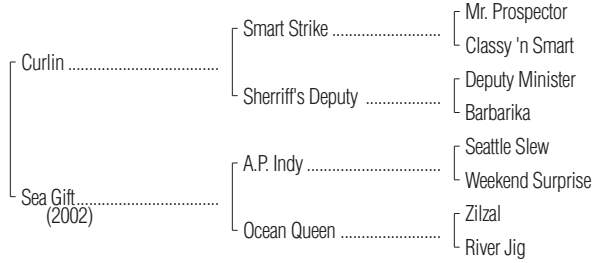 Mr. Prospector
Smart Strike ......................
Classy 'n Smart
Curlin ................................
Deputy Minister
Sherriff's Deputy ...............
Barbarika
Seattle Slew
A.P. Indy ...........................
Weekend Surprise
Sea Gift..............................
(2002)
Zilzal
Ocean Queen ....................
River Jig